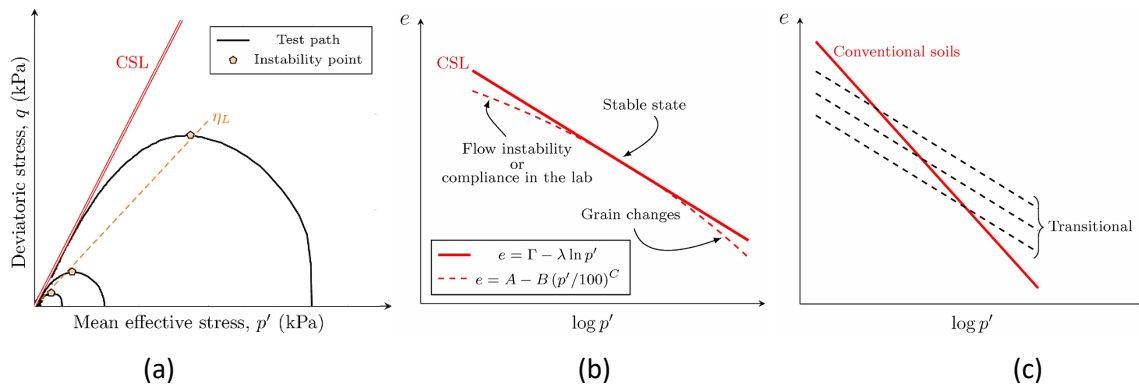 Deviatoric stress, q (kPa)
CSL
Test path
Instability point
η_L
Mean effective stress, p′ (kPa)
(a)
e
CSL
Stable state
Flow instability
or
compliance in the lab
Grain changes
e = Γ − λ ln p′
e = A − B (p′/100)^C
log p′
(b)
e
Conventional soils
Transitional
log p′
(c)